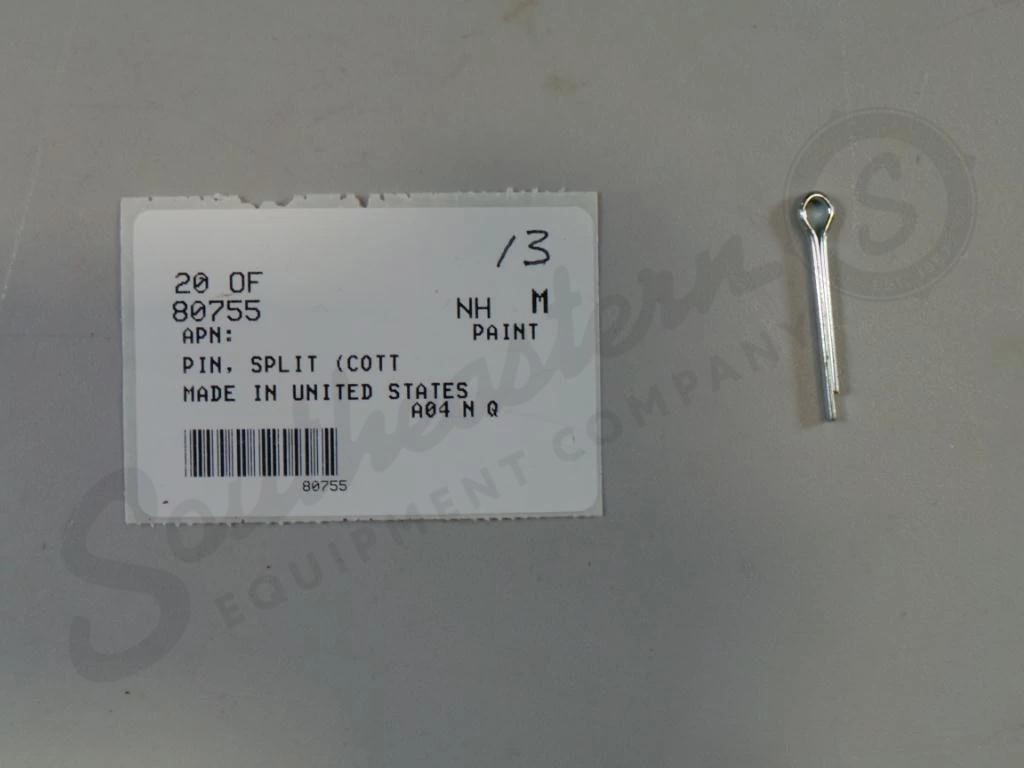 13
20 OF
80755 NH M
APN: PAINT
PIN, SPLIT (COTT
MADE IN UNITED STATES
A04 N Q
80755
Southeastern
EQUIPMENT COMPANY
S